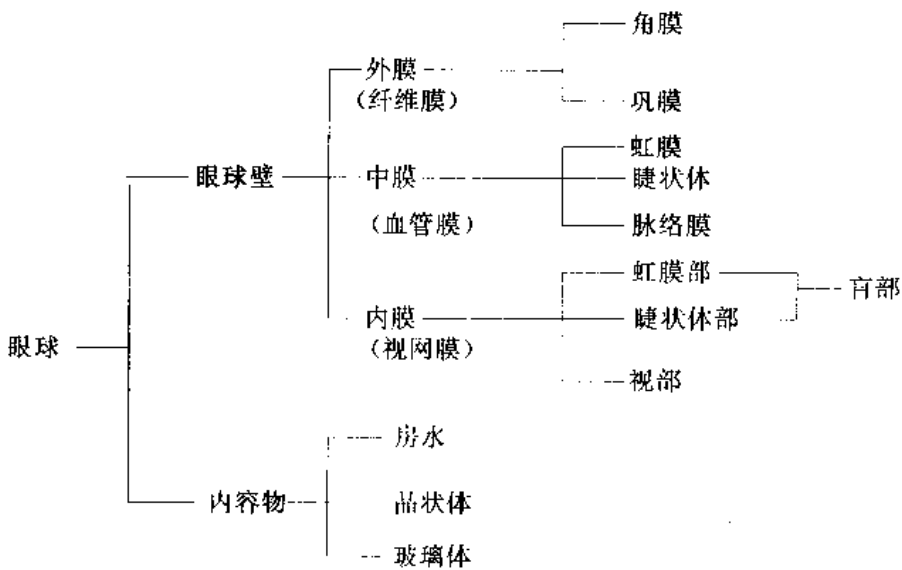 角膜
外膜
(纤维膜)
巩膜
虹膜
眼球壁
中膜
睫状体
(血管膜)
脉络膜
虹膜部
盲部
内膜
睫状体部
眼球
(视网膜)
视部
房水
内容物
晶状体
玻璃体